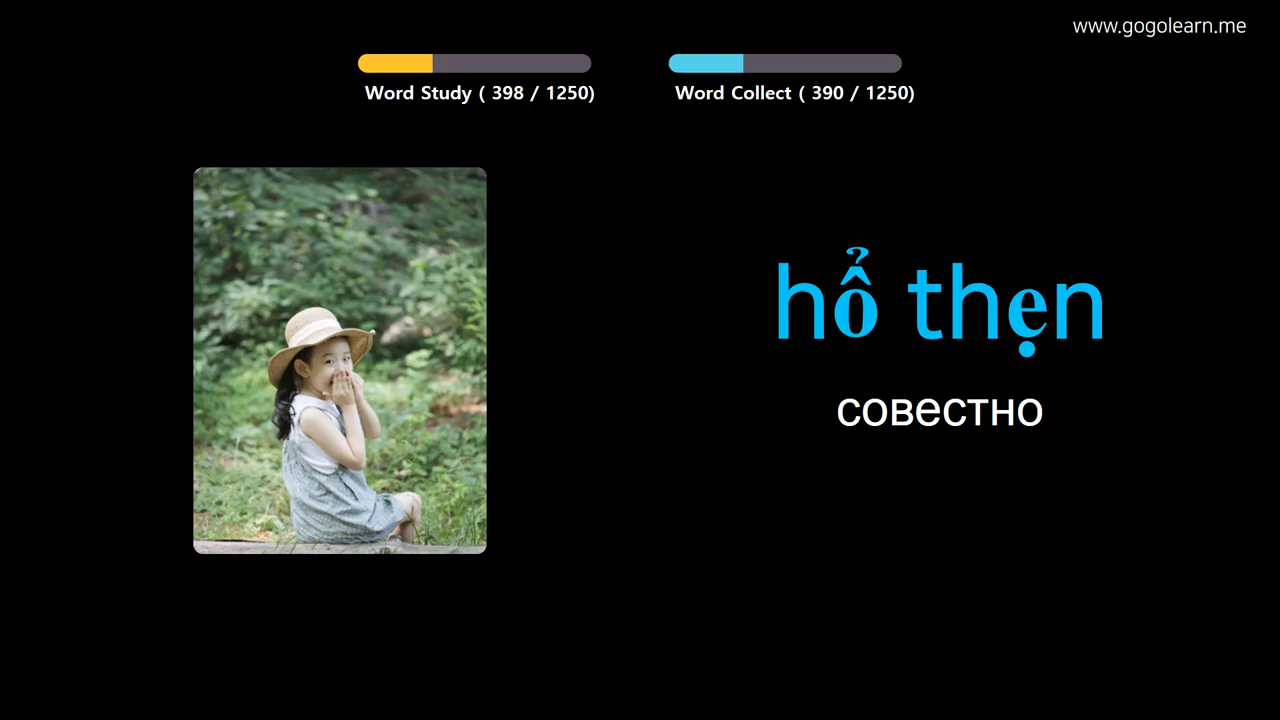 www.gogolearn.me
Word Study ( 398 / 1250)
Word Collect ( 390 / 1250)
hổ thẹn
совестно